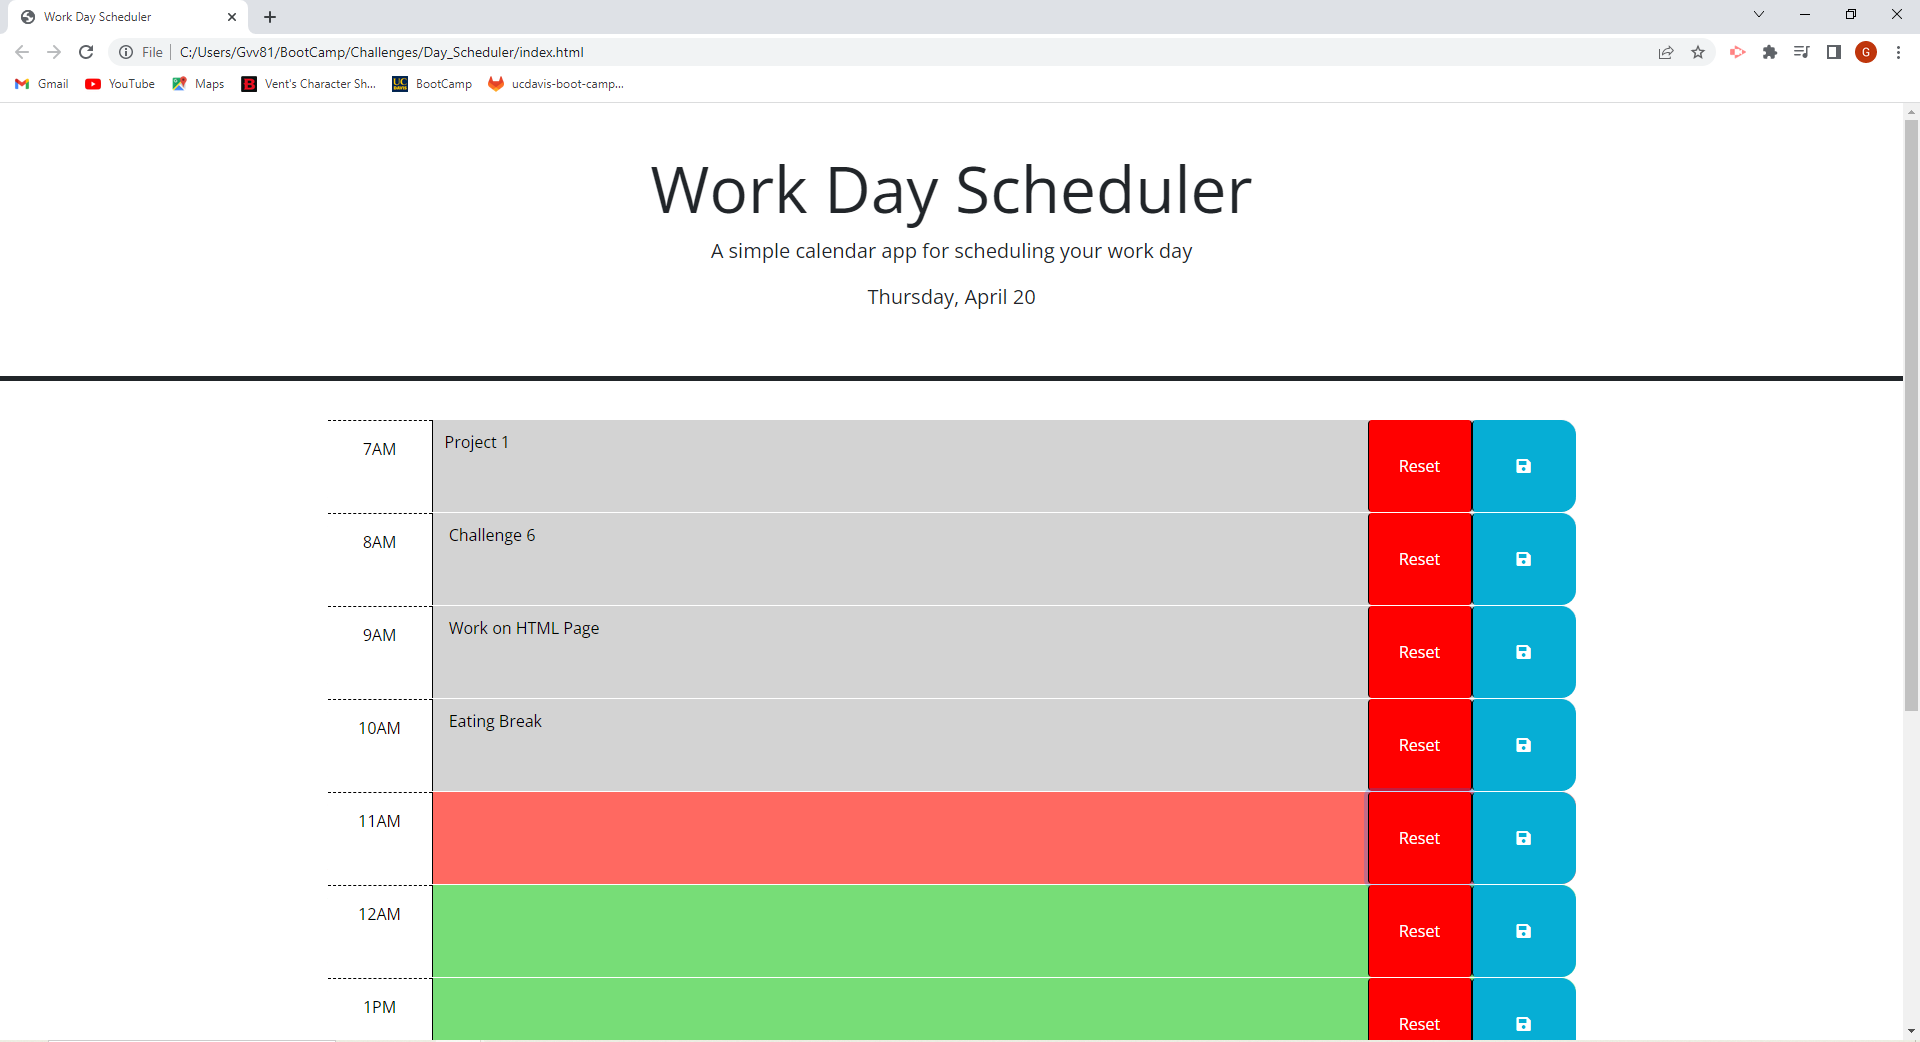 Work Day Scheduler
File C:/Users/Gvv81/BootCamp/Challenges/Day_Scheduler/index.html G
Gmail YouTube Maps B Vent's Character Sh... UC DAVIS BootCamp ucdavis-boot-camp...
Work Day Scheduler
A simple calendar app for scheduling your work day
Thursday, April 20
7AM Project 1 Reset
8AM Challenge 6 Reset
9AM Work on HTML Page Reset
10AM Eating Break Reset
11AM Reset
12AM Reset
1PM Reset